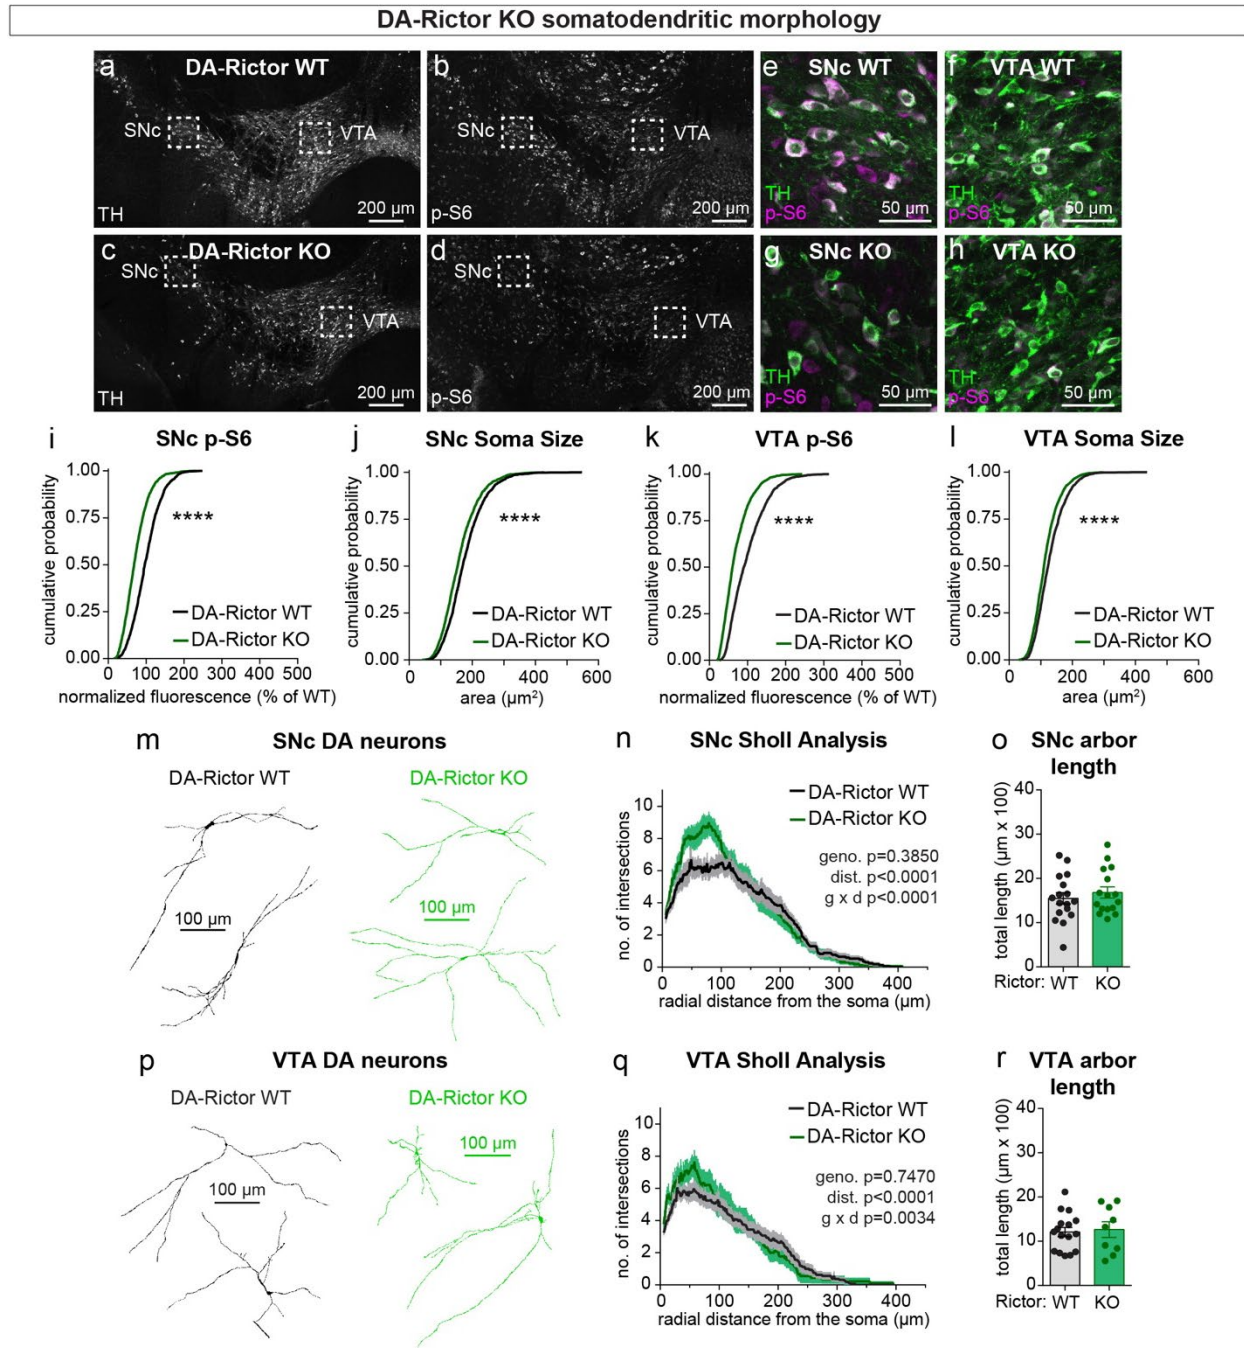 DA-Rictor KO somatodendritic morphology
a DA-Rictor WT
SNc
VTA
TH
200 µm
b
SNc
VTA
p-S6
200 µm
e SNc WT
TH
p-S6
50 µm
f VTA WT
TH
p-S6
50 µm
c DA-Rictor KO
SNc
VTA
TH
200 µm
d
SNc
VTA
p-S6
200 µm
g SNc KO
TH
p-S6
50 µm
h VTA KO
TH
p-S6
50 µm
i SNc p-S6
cumulative probability
1.00
0.75
0.50
0.25
0.00
****
DA-Rictor WT
DA-Rictor KO
0 100 200 300 400 500
normalized fluorescence (% of WT)
j SNc Soma Size
cumulative probability
1.00
0.75
0.50
0.25
0.00
****
DA-Rictor WT
DA-Rictor KO
0 200 400 600
area (µm²)
k VTA p-S6
cumulative probability
1.00
0.75
0.50
0.25
0.00
****
DA-Rictor WT
DA-Rictor KO
0 100 200 300 400 500
normalized fluorescence (% of WT)
l VTA Soma Size
cumulative probability
1.00
0.75
0.50
0.25
0.00
****
DA-Rictor WT
DA-Rictor KO
0 200 400 600
area (µm²)
m SNc DA neurons
DA-Rictor WT
DA-Rictor KO
100 µm
100 µm
n SNc Sholl Analysis
no. of intersections
10
8
6
4
2
0
DA-Rictor WT
DA-Rictor KO
geno. p=0.3850
dist. p<0.0001
g x d p<0.0001
0 100 200 300 400
radial distance from the soma (µm)
o SNc arbor
length
total length (µm x 100)
40
30
20
10
0
Rictor: WT KO
p VTA DA neurons
DA-Rictor WT
DA-Rictor KO
100 µm
100 µm
q VTA Sholl Analysis
no. of intersections
10
8
6
4
2
0
DA-Rictor WT
DA-Rictor KO
geno. p=0.7470
dist. p<0.0001
g x d p=0.0034
0 100 200 300 400
radial distance from the soma (µm)
r VTA arbor
length
total length (µm x 100)
40
30
20
10
0
Rictor: WT KO